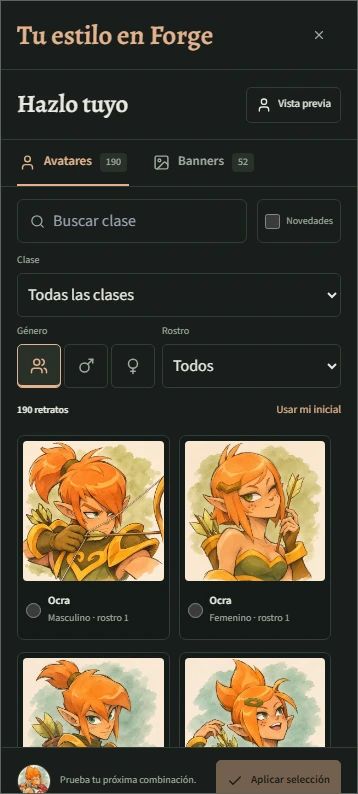 Tu estilo en Forge
Hazlo tuyo
Vista previa
Avatares 190 Banners 52
Buscar clase Novedades
Clase
Todas las clases
Género Rostro
Todos
190 retratos Usar mi inicial
Ocra
Masculino · rostro 1
Ocra
Femenino · rostro 1
Prueba tu próxima combinación. Aplicar selección